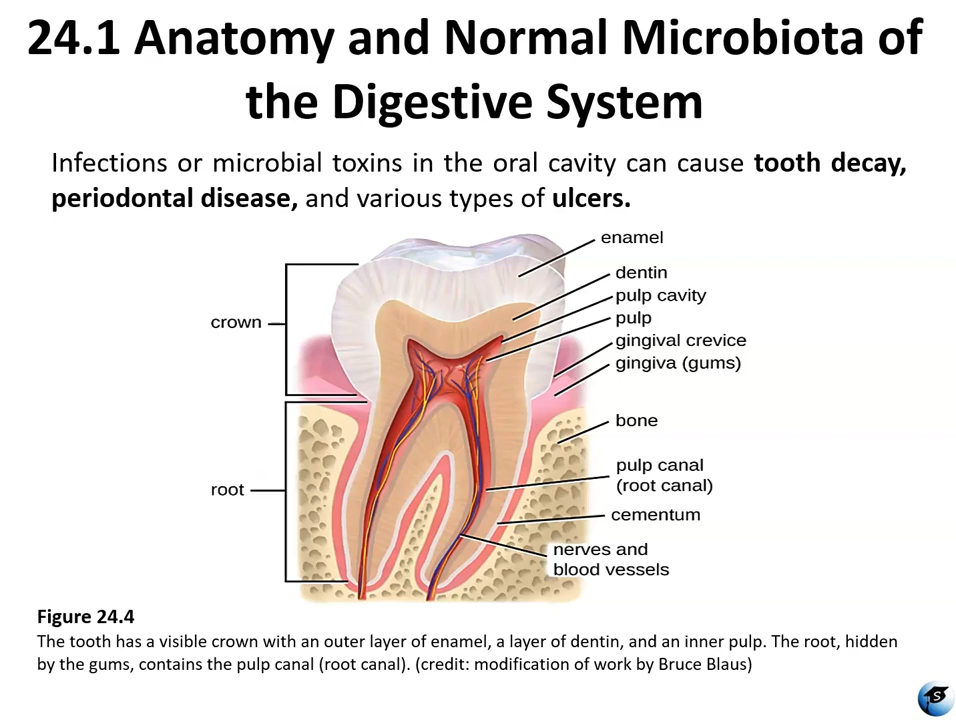 24.1 Anatomy and Normal Microbiota of
the Digestive System
Infections or microbial toxins in the oral cavity can cause tooth decay,
periodontal disease, and various types of ulcers.
enamel
dentin
pulp cavity
crown
pulp
gingival crevice
gingiva (gums)
bone
pulp canal
(root canal)
root
cementum
nerves and
blood vessels
Figure 24.4
The tooth has a visible crown with an outer layer of enamel, a layer of dentin, and an inner pulp. The root, hidden
by the gums, contains the pulp canal (root canal). (credit: modification of work by Bruce Blaus)
S